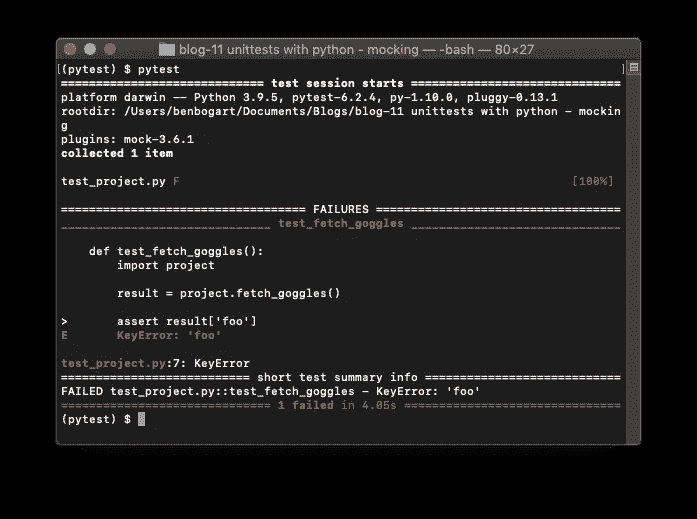 blog-11 unittests with python - mocking — -bash — 80×27
[(pytest) $ pytest ]
============================= test session starts ==============================
platform darwin -- Python 3.9.5, pytest-6.2.4, py-1.10.0, pluggy-0.13.1
rootdir: /Users/benbogart/Documents/Blogs/blog-11 unittests with python - mockin
g
plugins: mock-3.6.1
collected 1 item
test_project.py F [100%]
=================================== FAILURES ===================================
______________________________ test_fetch_goggles ______________________________
def test_fetch_goggles():
import project
result = project.fetch_goggles()
> assert result['foo']
E KeyError: 'foo'
test_project.py:7: KeyError
=========================== short test summary info ============================
FAILED test_project.py::test_fetch_goggles - KeyError: 'foo'
============================== 1 failed in 4.05s ===============================
(pytest) $